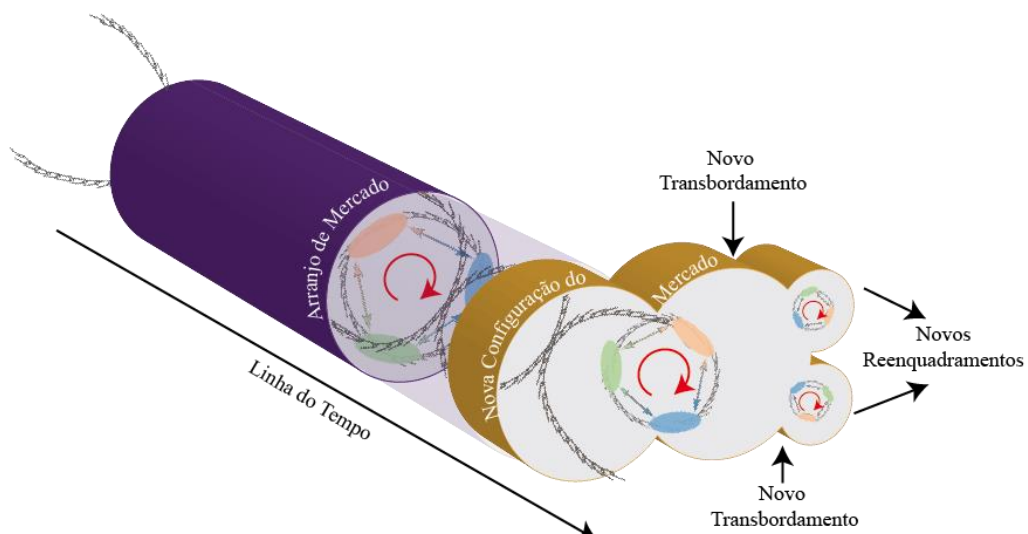 Arranjo de Mercado
Linha do Tempo
Nova Configuração do Mercado
Novo
Transbordamento
Novos
Reenquadramentos
Novo
Transbordamento